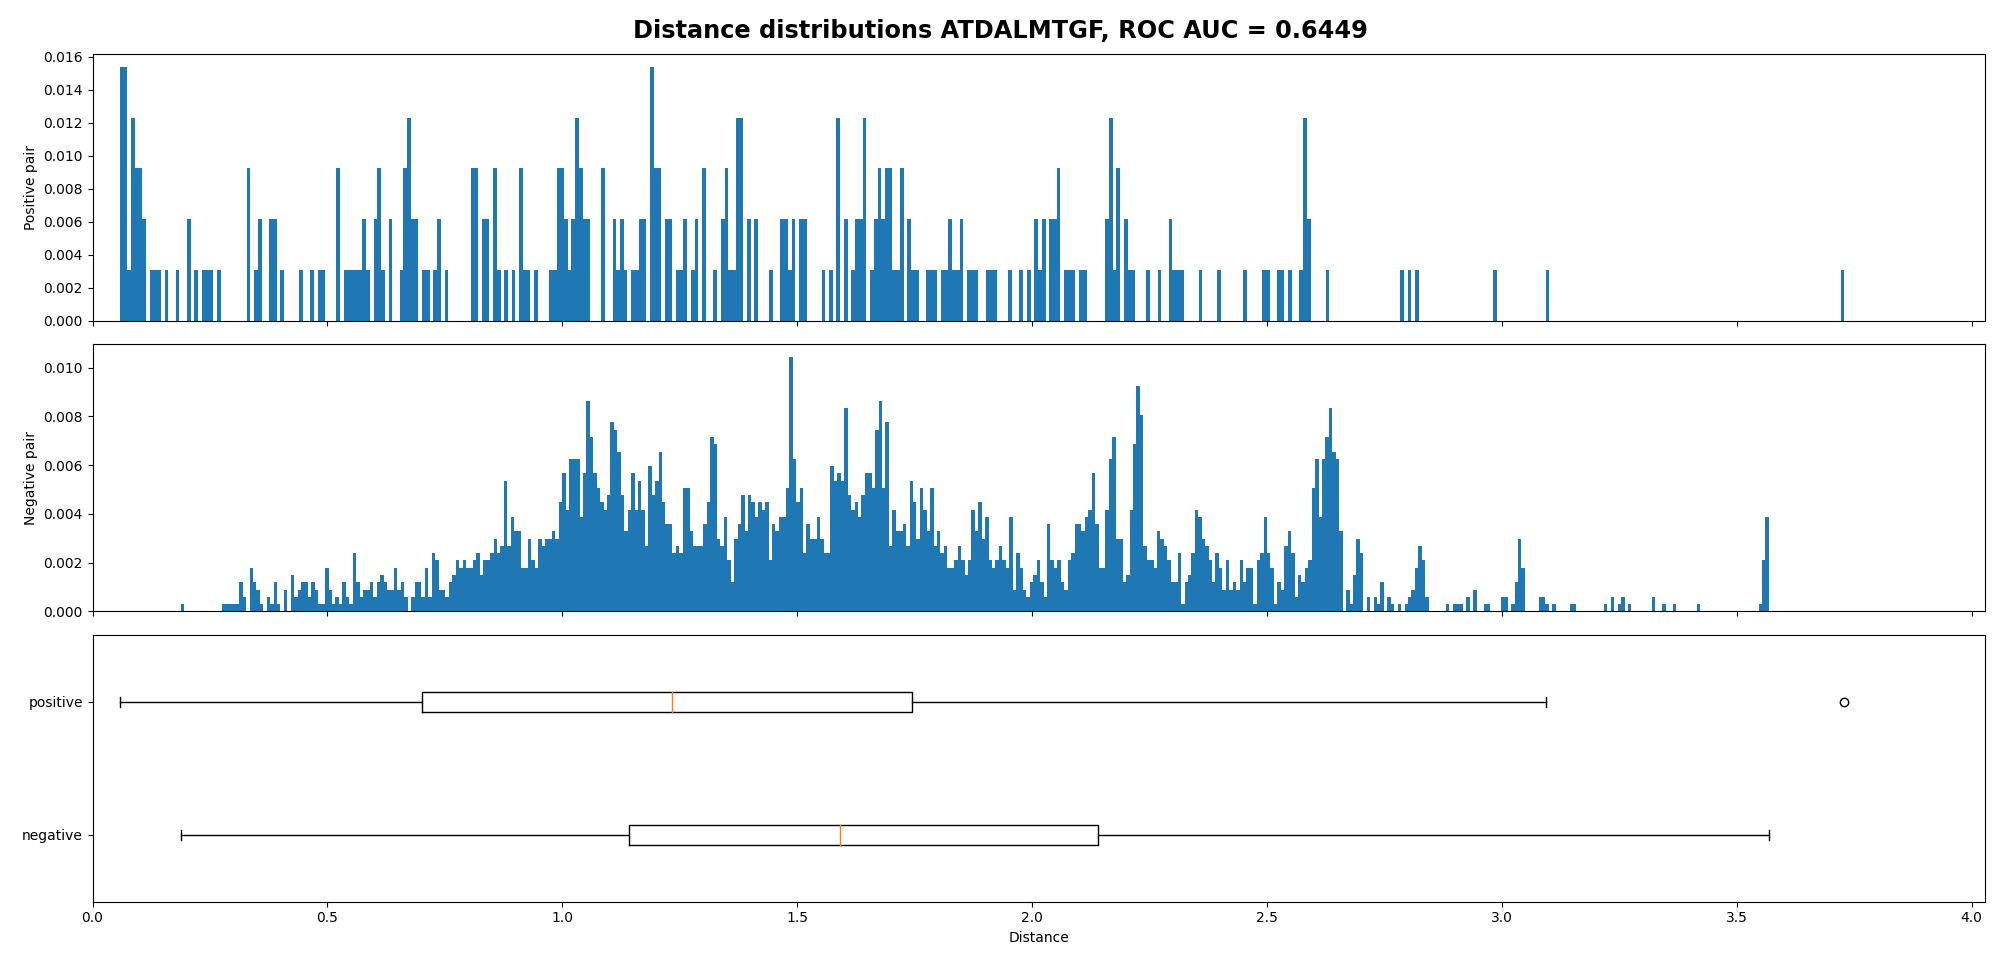 Distance distributions ATDALMTGF, ROC AUC = 0.6449
0.016
0.014
0.012
0.010
0.008
0.006
0.004
0.002
0.000
Positive pair
0.010
0.008
0.006
0.004
0.002
0.000
Negative pair
positive
negative
0.0 0.5 1.0 1.5 2.0 2.5 3.0 3.5 4.0
Distance